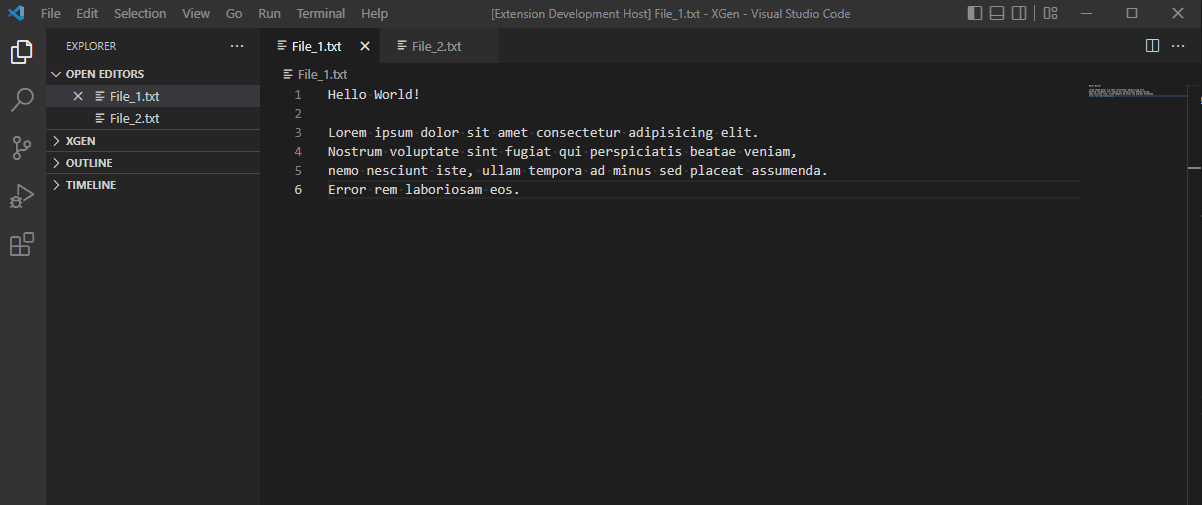 File Edit Selection View Go Run Terminal Help [Extension Development Host] File_1.txt - XGen - Visual Studio Code
EXPLORER
OPEN EDITORS
File_1.txt
File_2.txt
XGEN
OUTLINE
TIMELINE
File_1.txt File_2.txt
File_1.txt
1 Hello World!
2
3 Lorem ipsum dolor sit amet consectetur adipisicing elit.
4 Nostrum voluptate sint fugiat qui perspiciatis beatae veniam,
5 nemo nesciunt iste, ullam tempora ad minus sed placeat assumenda.
6 Error rem laboriosam eos.